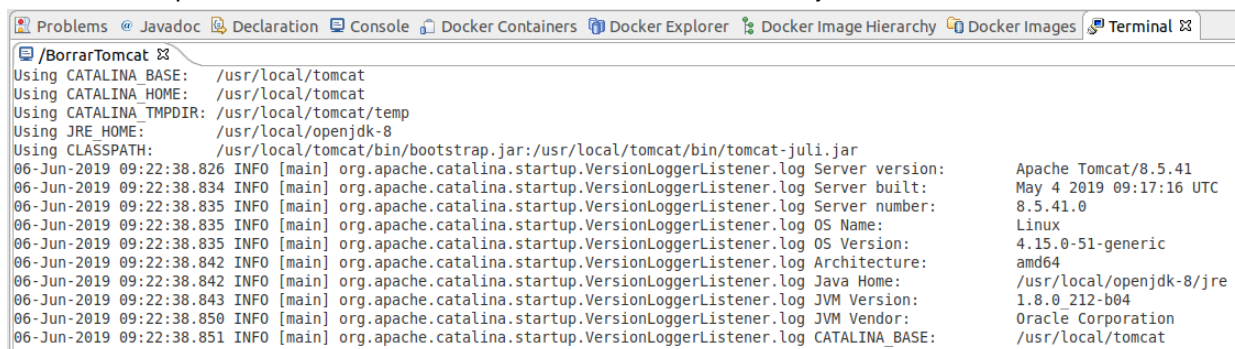 Problems @ Javadoc Declaration Console Docker Containers Docker Explorer Docker Image Hierarchy Docker Images Terminal
/BorrarTomcat
Using CATALINA_BASE: /usr/local/tomcat
Using CATALINA_HOME: /usr/local/tomcat
Using CATALINA_TMPDIR: /usr/local/tomcat/temp
Using JRE_HOME: /usr/local/openjdk-8
Using CLASSPATH: /usr/local/tomcat/bin/bootstrap.jar:/usr/local/tomcat/bin/tomcat-juli.jar
06-Jun-2019 09:22:38.826 INFO [main] org.apache.catalina.startup.VersionLoggerListener.log Server version: Apache Tomcat/8.5.41
06-Jun-2019 09:22:38.834 INFO [main] org.apache.catalina.startup.VersionLoggerListener.log Server built: May 4 2019 09:17:16 UTC
06-Jun-2019 09:22:38.835 INFO [main] org.apache.catalina.startup.VersionLoggerListener.log Server number: 8.5.41.0
06-Jun-2019 09:22:38.835 INFO [main] org.apache.catalina.startup.VersionLoggerListener.log OS Name: Linux
06-Jun-2019 09:22:38.835 INFO [main] org.apache.catalina.startup.VersionLoggerListener.log OS Version: 4.15.0-51-generic
06-Jun-2019 09:22:38.842 INFO [main] org.apache.catalina.startup.VersionLoggerListener.log Architecture: amd64
06-Jun-2019 09:22:38.842 INFO [main] org.apache.catalina.startup.VersionLoggerListener.log Java Home: /usr/local/openjdk-8/jre
06-Jun-2019 09:22:38.843 INFO [main] org.apache.catalina.startup.VersionLoggerListener.log JVM Version: 1.8.0_212-b04
06-Jun-2019 09:22:38.850 INFO [main] org.apache.catalina.startup.VersionLoggerListener.log JVM Vendor: Oracle Corporation
06-Jun-2019 09:22:38.851 INFO [main] org.apache.catalina.startup.VersionLoggerListener.log CATALINA_BASE: /usr/local/tomcat